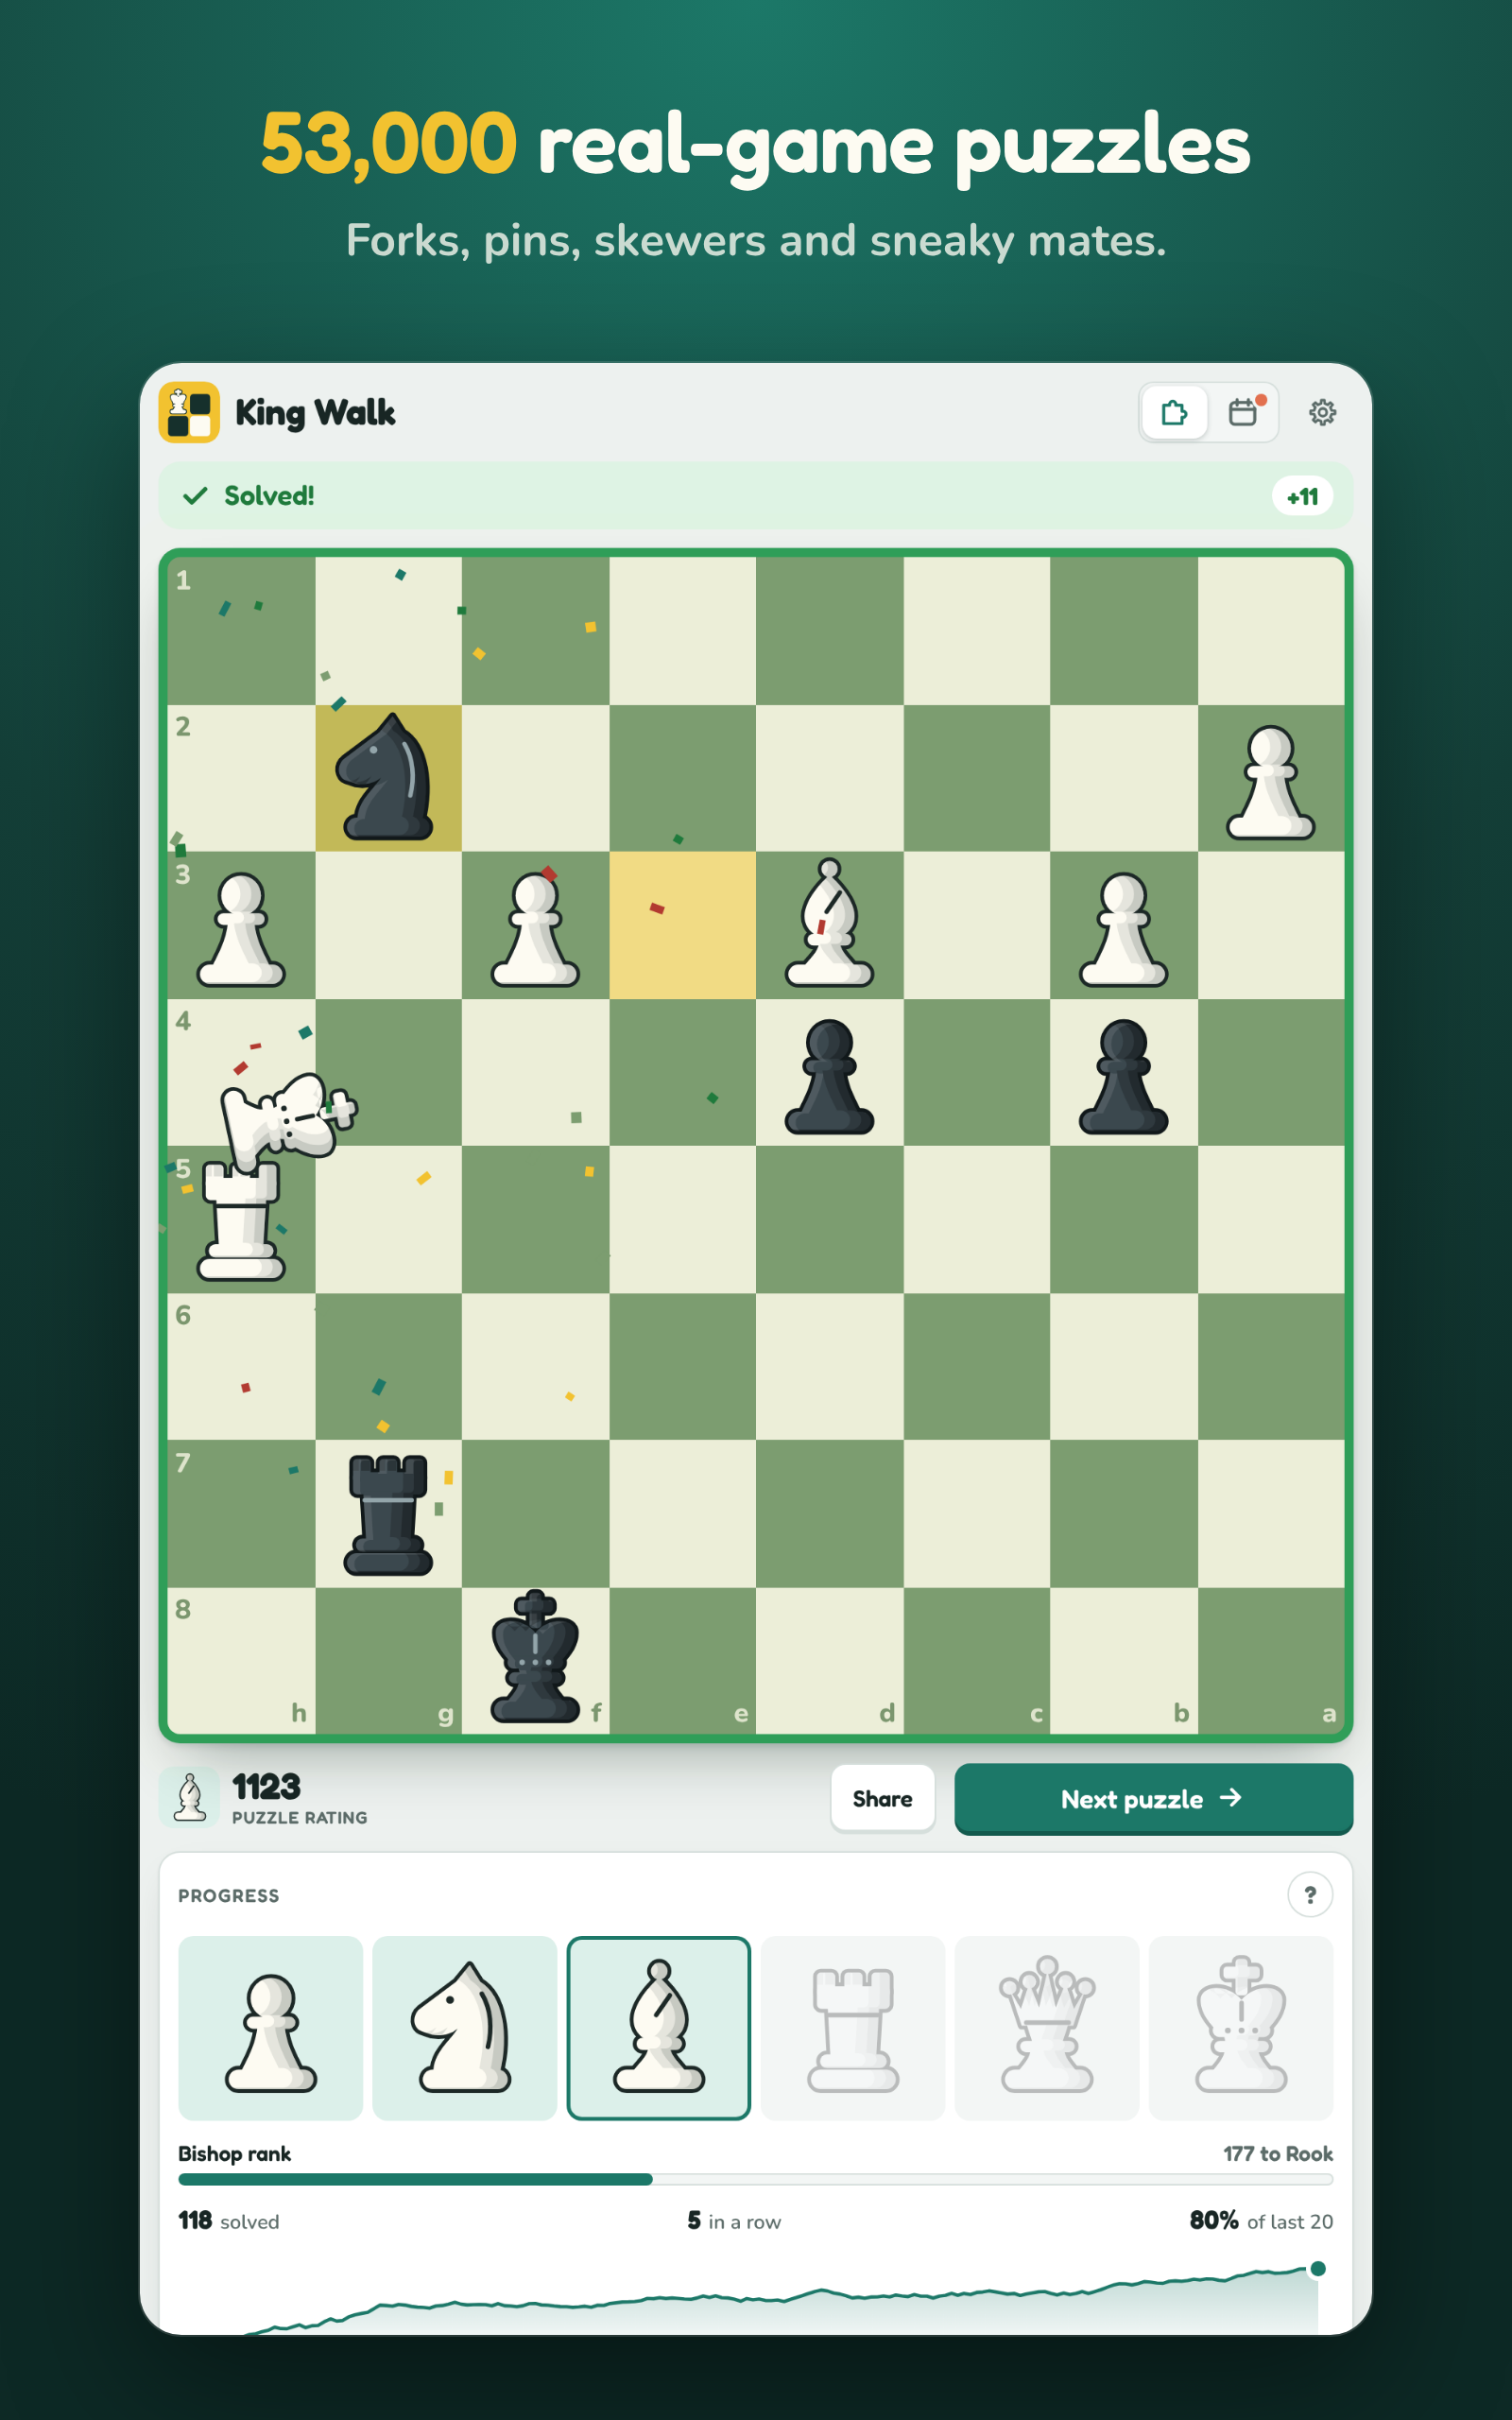 53,000 real-game puzzles
Forks, pins, skewers and sneaky mates.
King Walk
Solved!
+11
1
2
3
4
5
6
7
8
h g f e d c b a
1123
PUZZLE RATING
Share
Next puzzle
PROGRESS
?
Bishop rank
177 to Rook
118 solved
5 in a row
80% of last 20